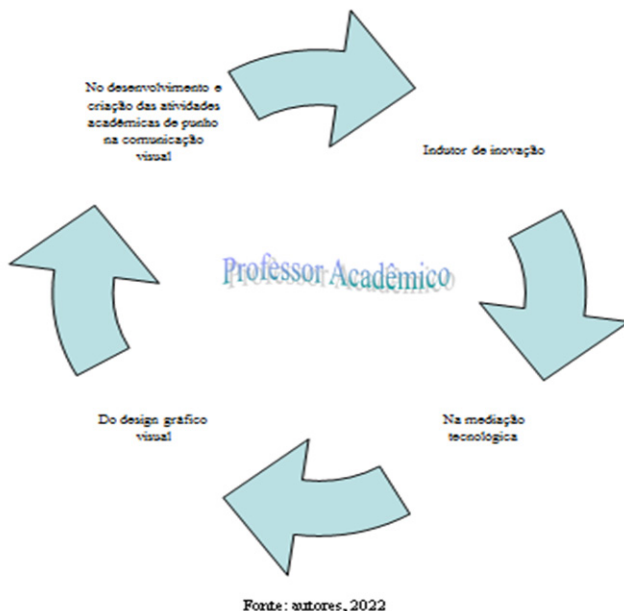 No desenvolvimento e
criação das atividades
acadêmicas de punho
na comunicação
visual
Indutor de inovação
Professor Acadêmico
Do design gráfico
visual
Na mediação
tecnológica
Fonte: autores, 2022